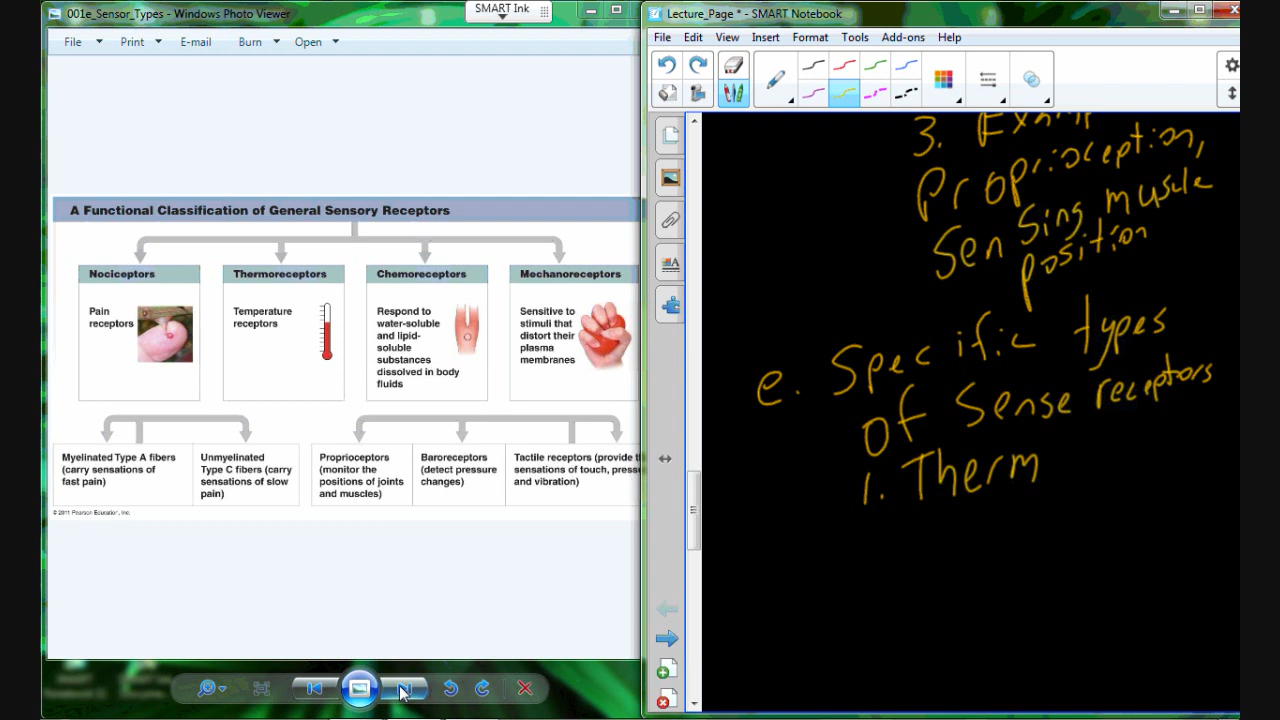 001e_Sensor_Types - Windows Photo Viewer
SMART Ink
File Print E-mail Burn Open
A Functional Classification of General Sensory Receptors
Nociceptors
Pain
receptors
Thermoreceptors
Temperature
receptors
Chemoreceptors
Respond to
water-soluble
and lipid-
soluble
substances
dissolved in body
fluids
Mechanoreceptors
Sensitive to
stimuli that
distort their
plasma
membranes
Myelinated Type A fibers
(carry sensations of
fast pain)
Unmyelinated
Type C fibers (carry
sensations of slow
pain)
Proprioceptors
(monitor the
positions of joints
and muscles)
Baroreceptors
(detect pressure
changes)
Tactile receptors (provide
sensations of touch,
and vibration)
© 2011 Pearson Education, Inc.
Lecture_Page * - SMART Notebook
File Edit View Insert Format Tools Add-ons Help
3.
Proprioception,
Sensing muscle
position
e. Specific types
of Sense receptors
1. Therm